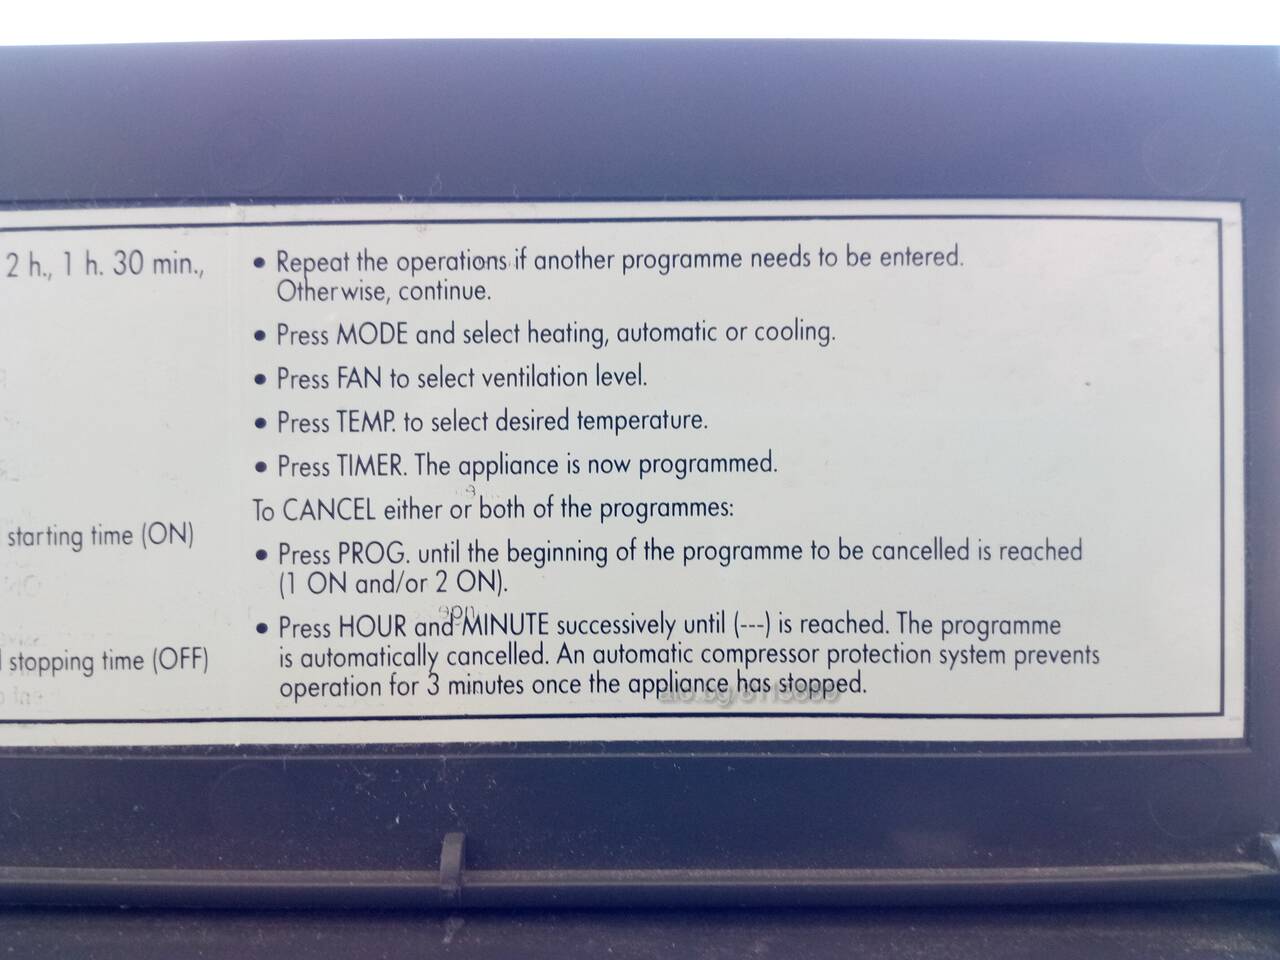 2 h., 1 h. 30 min.,
starting time (ON)
stopping time (OFF)
• Repeat the operations if another programme needs to be entered.
Otherwise, continue.
• Press MODE and select heating, automatic or cooling.
• Press FAN to select ventilation level.
• Press TEMP. to select desired temperature.
• Press TIMER. The appliance is now programmed.
To CANCEL either or both of the programmes:
• Press PROG. until the beginning of the programme to be cancelled is reached
(1 ON and/or 2 ON).
• Press HOUR and MINUTE successively until (---) is reached. The programme
is automatically cancelled. An automatic compressor protection system prevents
operation for 3 minutes once the appliance has stopped.